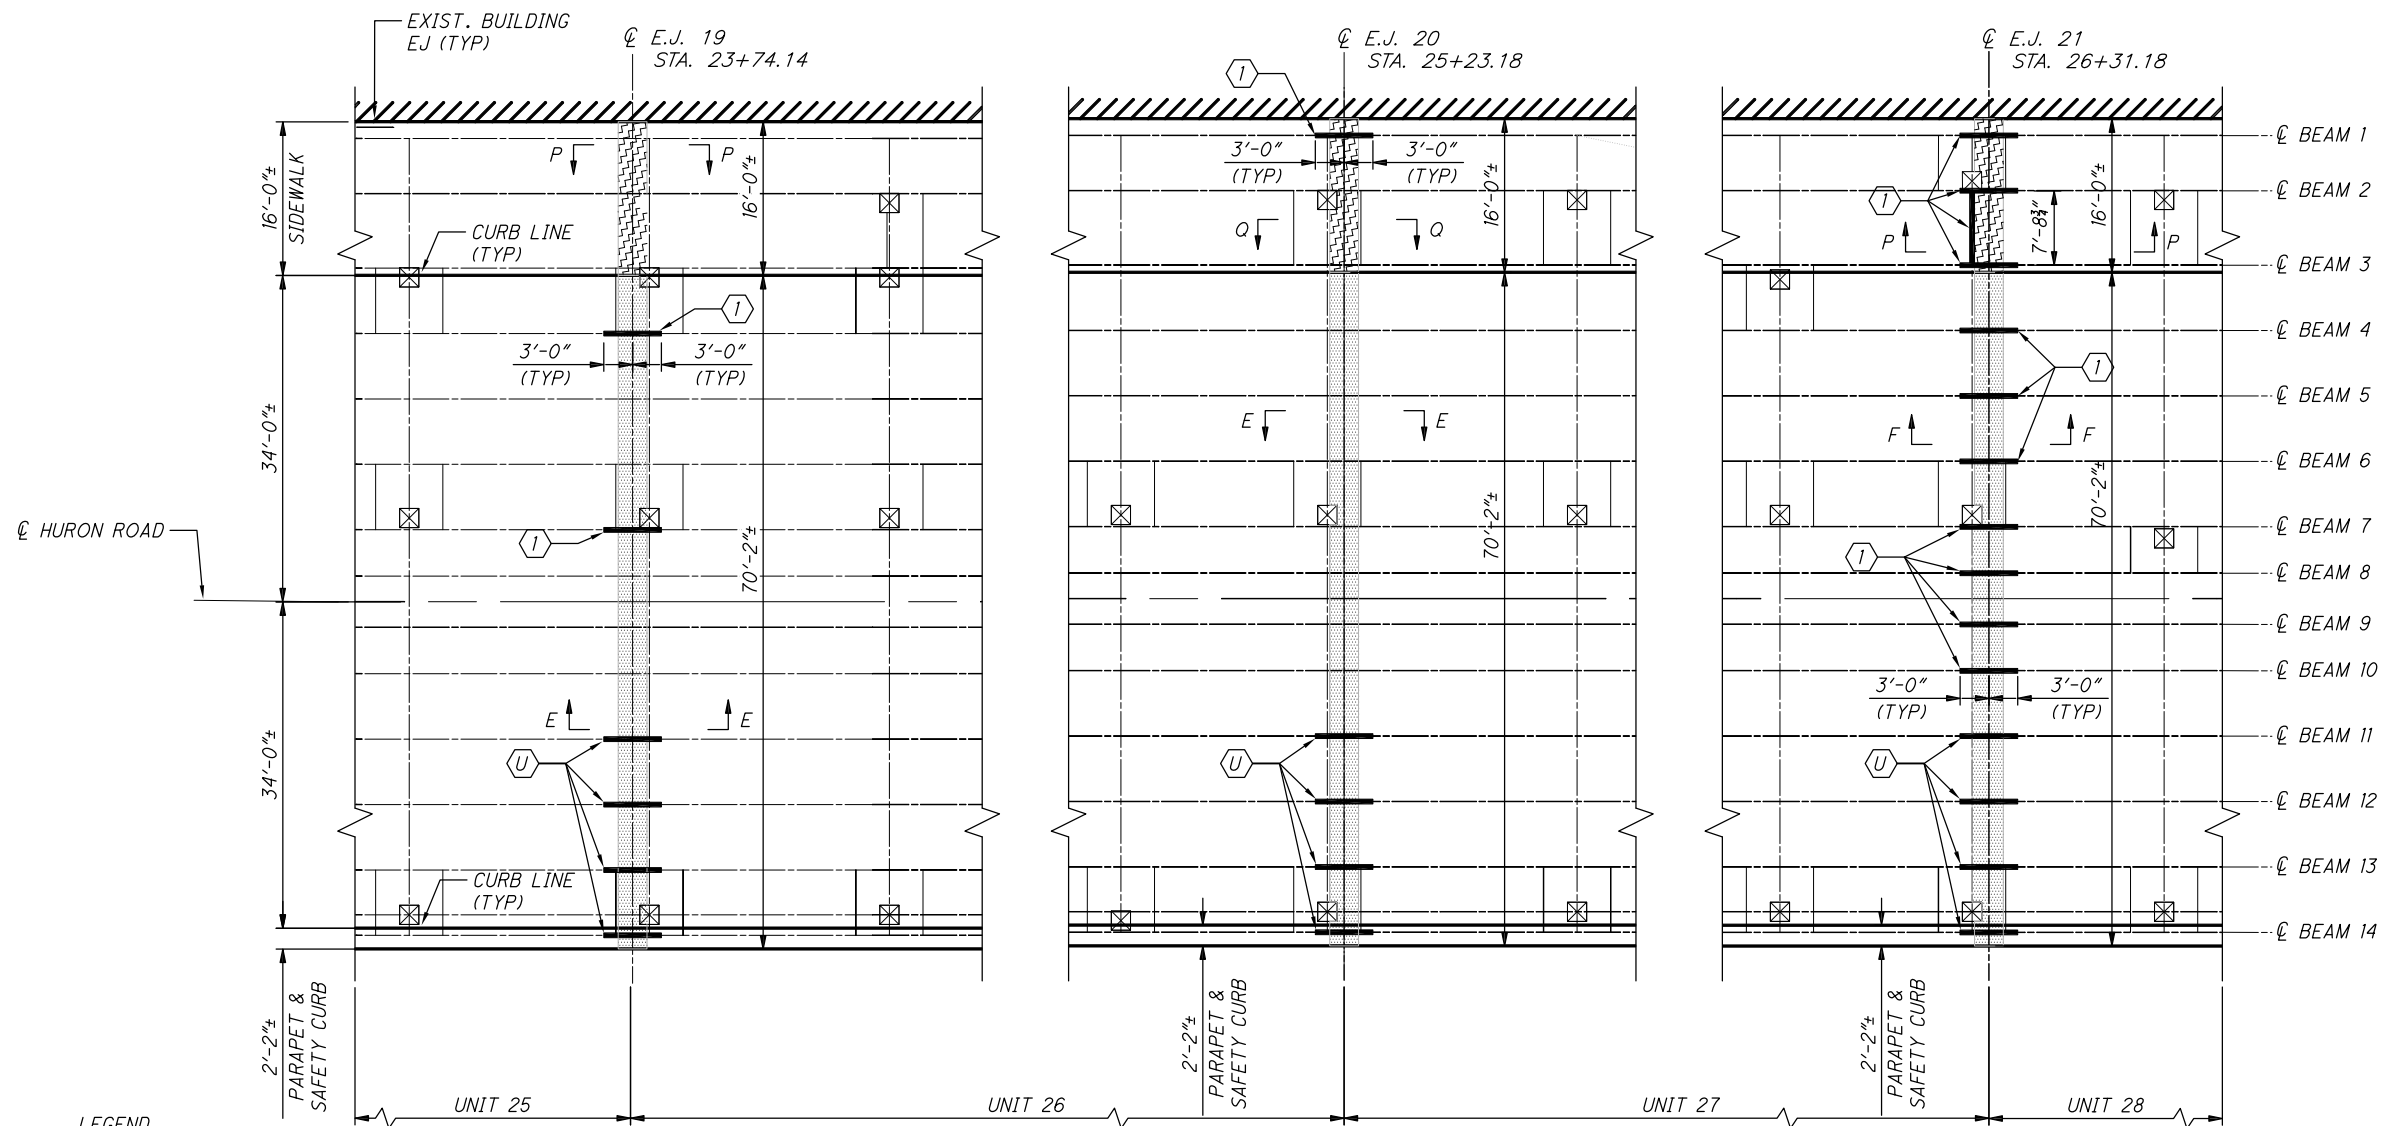 EXIST. BUILDING
EJ (TYP)
℄ E.J. 19
STA. 23+74.14
℄ E.J. 20
STA. 25+23.18
℄ E.J. 21
STA. 26+31.18
1
16'-0"±
SIDEWALK
P
P
16'-0"±
CURB LINE
(TYP)
1
3'-0"
(TYP)
3'-0"
(TYP)
34'-0"±
1
70'-2"±
℄ HURON ROAD
34'-0"±
E
E
U
CURB LINE
(TYP)
2'-2"±
PARAPET &
SAFETY CURB
3'-0"
(TYP)
3'-0"
(TYP)
16'-0"±
Q
Q
E
E
70'-2"±
U
2'-2"±
PARAPET &
SAFETY CURB
1
P
P
7'-8¾"
16'-0"±
1
F
F
70'-2"±
1
3'-0"
(TYP)
3'-0"
(TYP)
U
2'-2"±
PARAPET &
SAFETY CURB
℄ BEAM 1
℄ BEAM 2
℄ BEAM 3
℄ BEAM 4
℄ BEAM 5
℄ BEAM 6
℄ BEAM 7
℄ BEAM 8
℄ BEAM 9
℄ BEAM 10
℄ BEAM 11
℄ BEAM 12
℄ BEAM 13
℄ BEAM 14
UNIT 25
UNIT 26
UNIT 27
UNIT 28
LEGEND